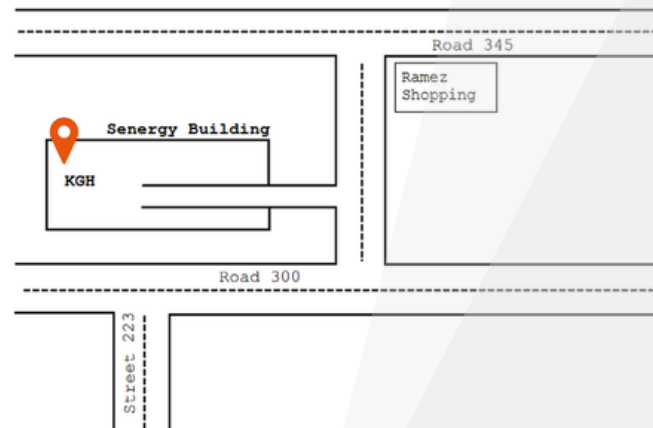 Road 345
Ramez
Shopping
Senergy Building
KGH
Road 300
Street 223